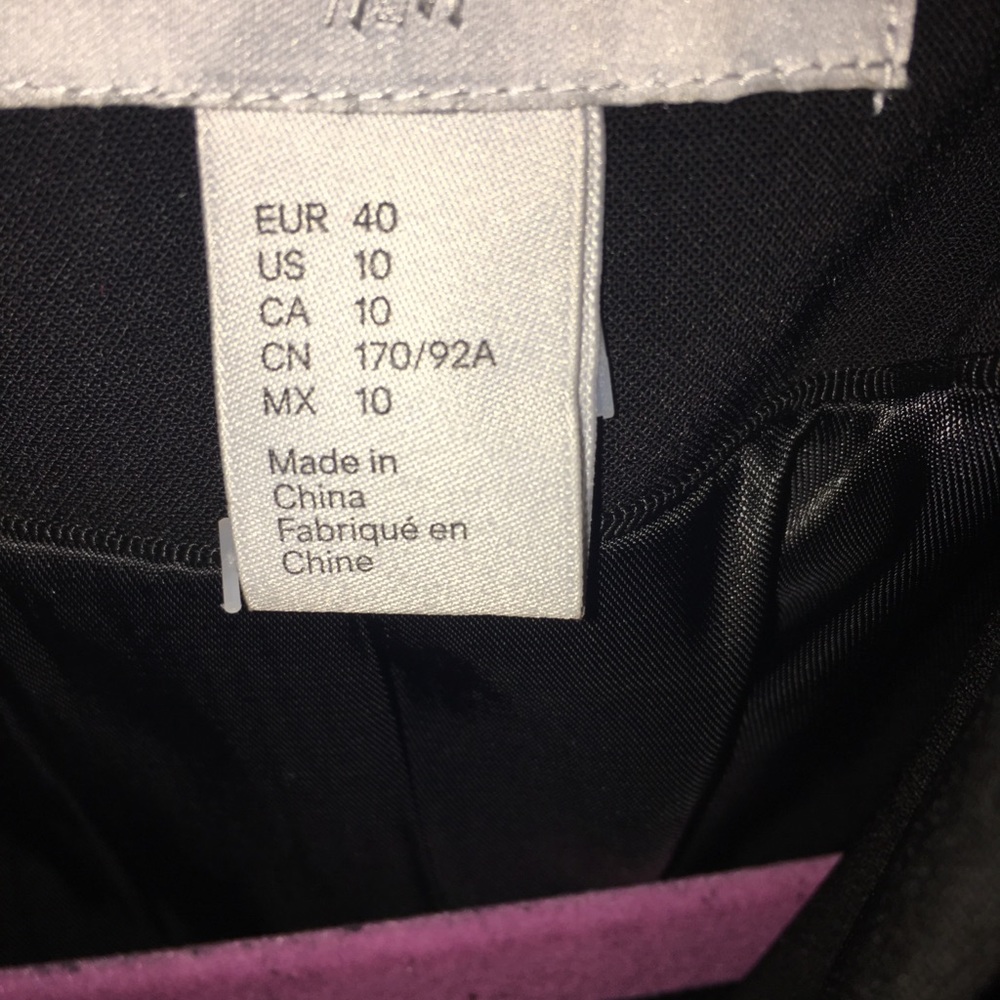 EUR 40
US 10
CA 10
CN 170/92A
MX 10
Made in
China
Fabriqué en
Chine